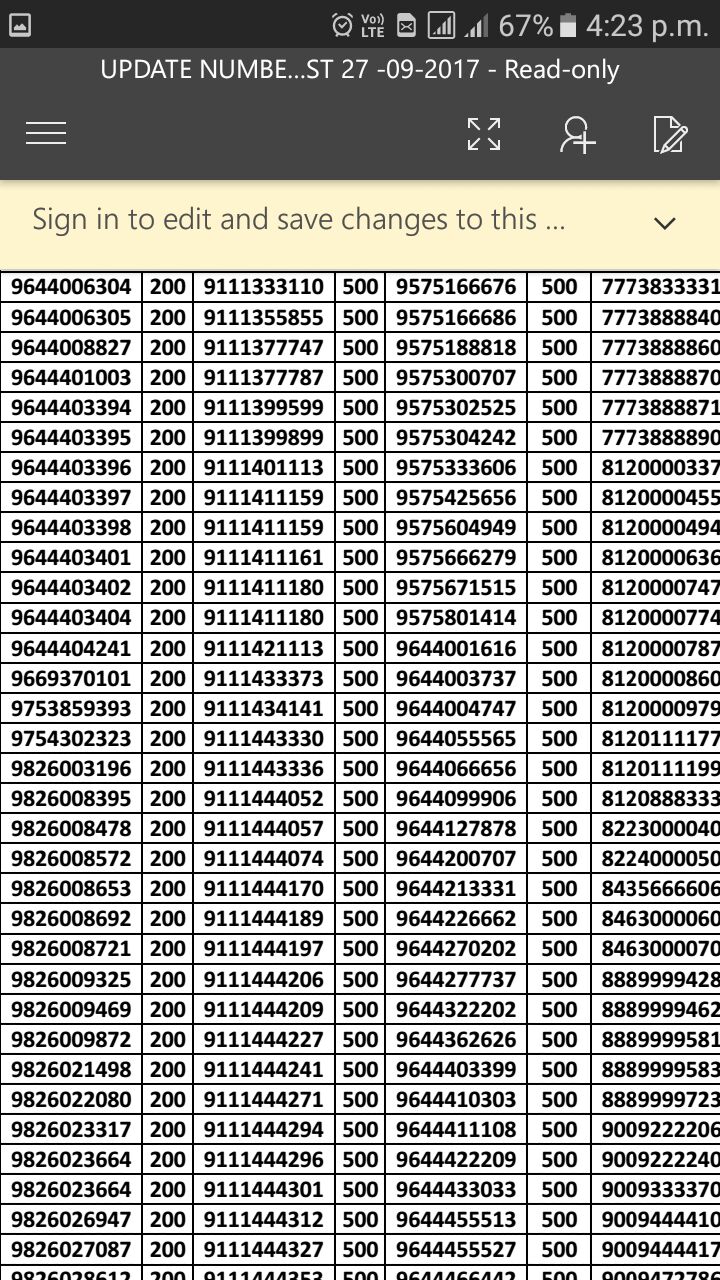 Vo)) LTE 67% 4:23 p.m.
UPDATE NUMBE...ST 27 -09-2017 - Read-only
Sign in to edit and save changes to this ...
9644006304 200 9111333110 500 9575166676 500 7773833331
9644006305 200 9111355855 500 9575166686 500 7773888840
9644008827 200 9111377747 500 9575188818 500 7773888860
9644401003 200 9111377787 500 9575300707 500 7773888870
9644403394 200 9111399599 500 9575302525 500 7773888871
9644403395 200 9111399899 500 9575304242 500 7773888890
9644403396 200 9111401113 500 9575333606 500 8120000337
9644403397 200 9111411159 500 9575425656 500 8120000455
9644403398 200 9111411159 500 9575604949 500 8120000494
9644403401 200 9111411161 500 9575666279 500 8120000636
9644403402 200 9111411180 500 9575671515 500 8120000747
9644403404 200 9111411180 500 9575801414 500 8120000774
9644404241 200 9111421113 500 9644001616 500 8120000787
9669370101 200 9111433373 500 9644003737 500 8120000860
9753859393 200 9111434141 500 9644004747 500 8120000979
9754302323 200 9111443330 500 9644055565 500 8120111177
9826003196 200 9111443336 500 9644066656 500 8120111199
9826008395 200 9111444052 500 9644099906 500 8120888333
9826008478 200 9111444057 500 9644127878 500 8223000040
9826008572 200 9111444074 500 9644200707 500 8224000050
9826008653 200 9111444170 500 9644213331 500 8435666606
9826008692 200 9111444189 500 9644226662 500 8463000060
9826008721 200 9111444197 500 9644270202 500 8463000070
9826009325 200 9111444206 500 9644277737 500 8889999428
9826009469 200 9111444209 500 9644322202 500 8889999462
9826009872 200 9111444227 500 9644362626 500 8889999581
9826021498 200 9111444241 500 9644403399 500 8889999583
9826022080 200 9111444271 500 9644410303 500 8889999723
9826023317 200 9111444294 500 9644411108 500 9009222206
9826023664 200 9111444296 500 9644422209 500 9009222240
9826023664 200 9111444301 500 9644433033 500 9009333370
9826026947 200 9111444312 500 9644455513 500 9009444410
9826027087 200 9111444327 500 9644455527 500 9009444417
9826028612 200 9111444353 500 9644466442 500